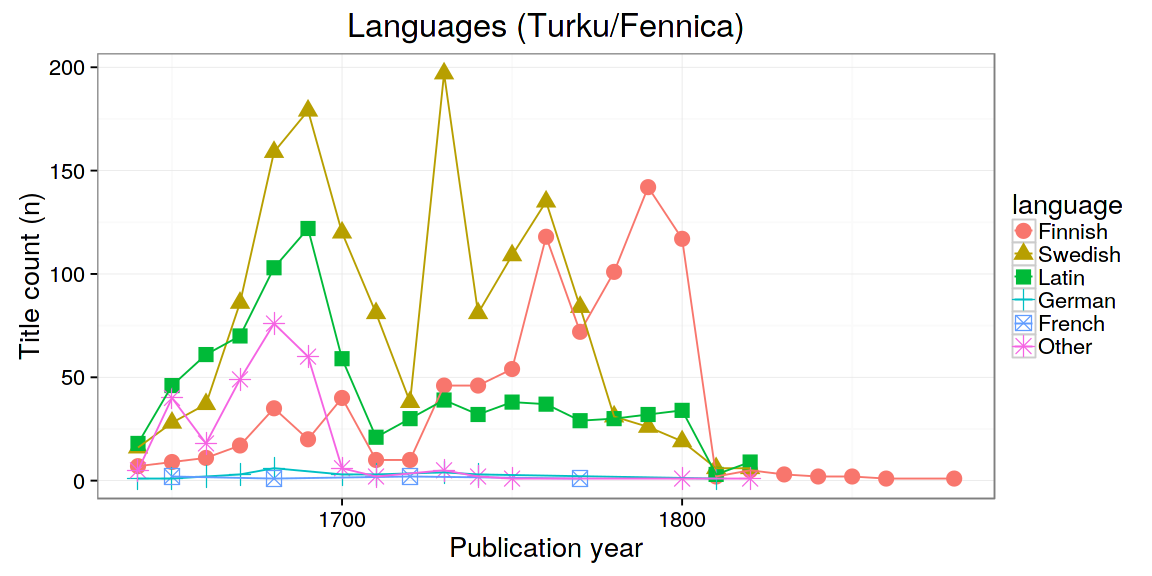 Languages (Turku/Fennica)
Title count (n)
200
150
100
50
0
1700 1800
Publication year
language
Finnish
Swedish
Latin
German
French
Other